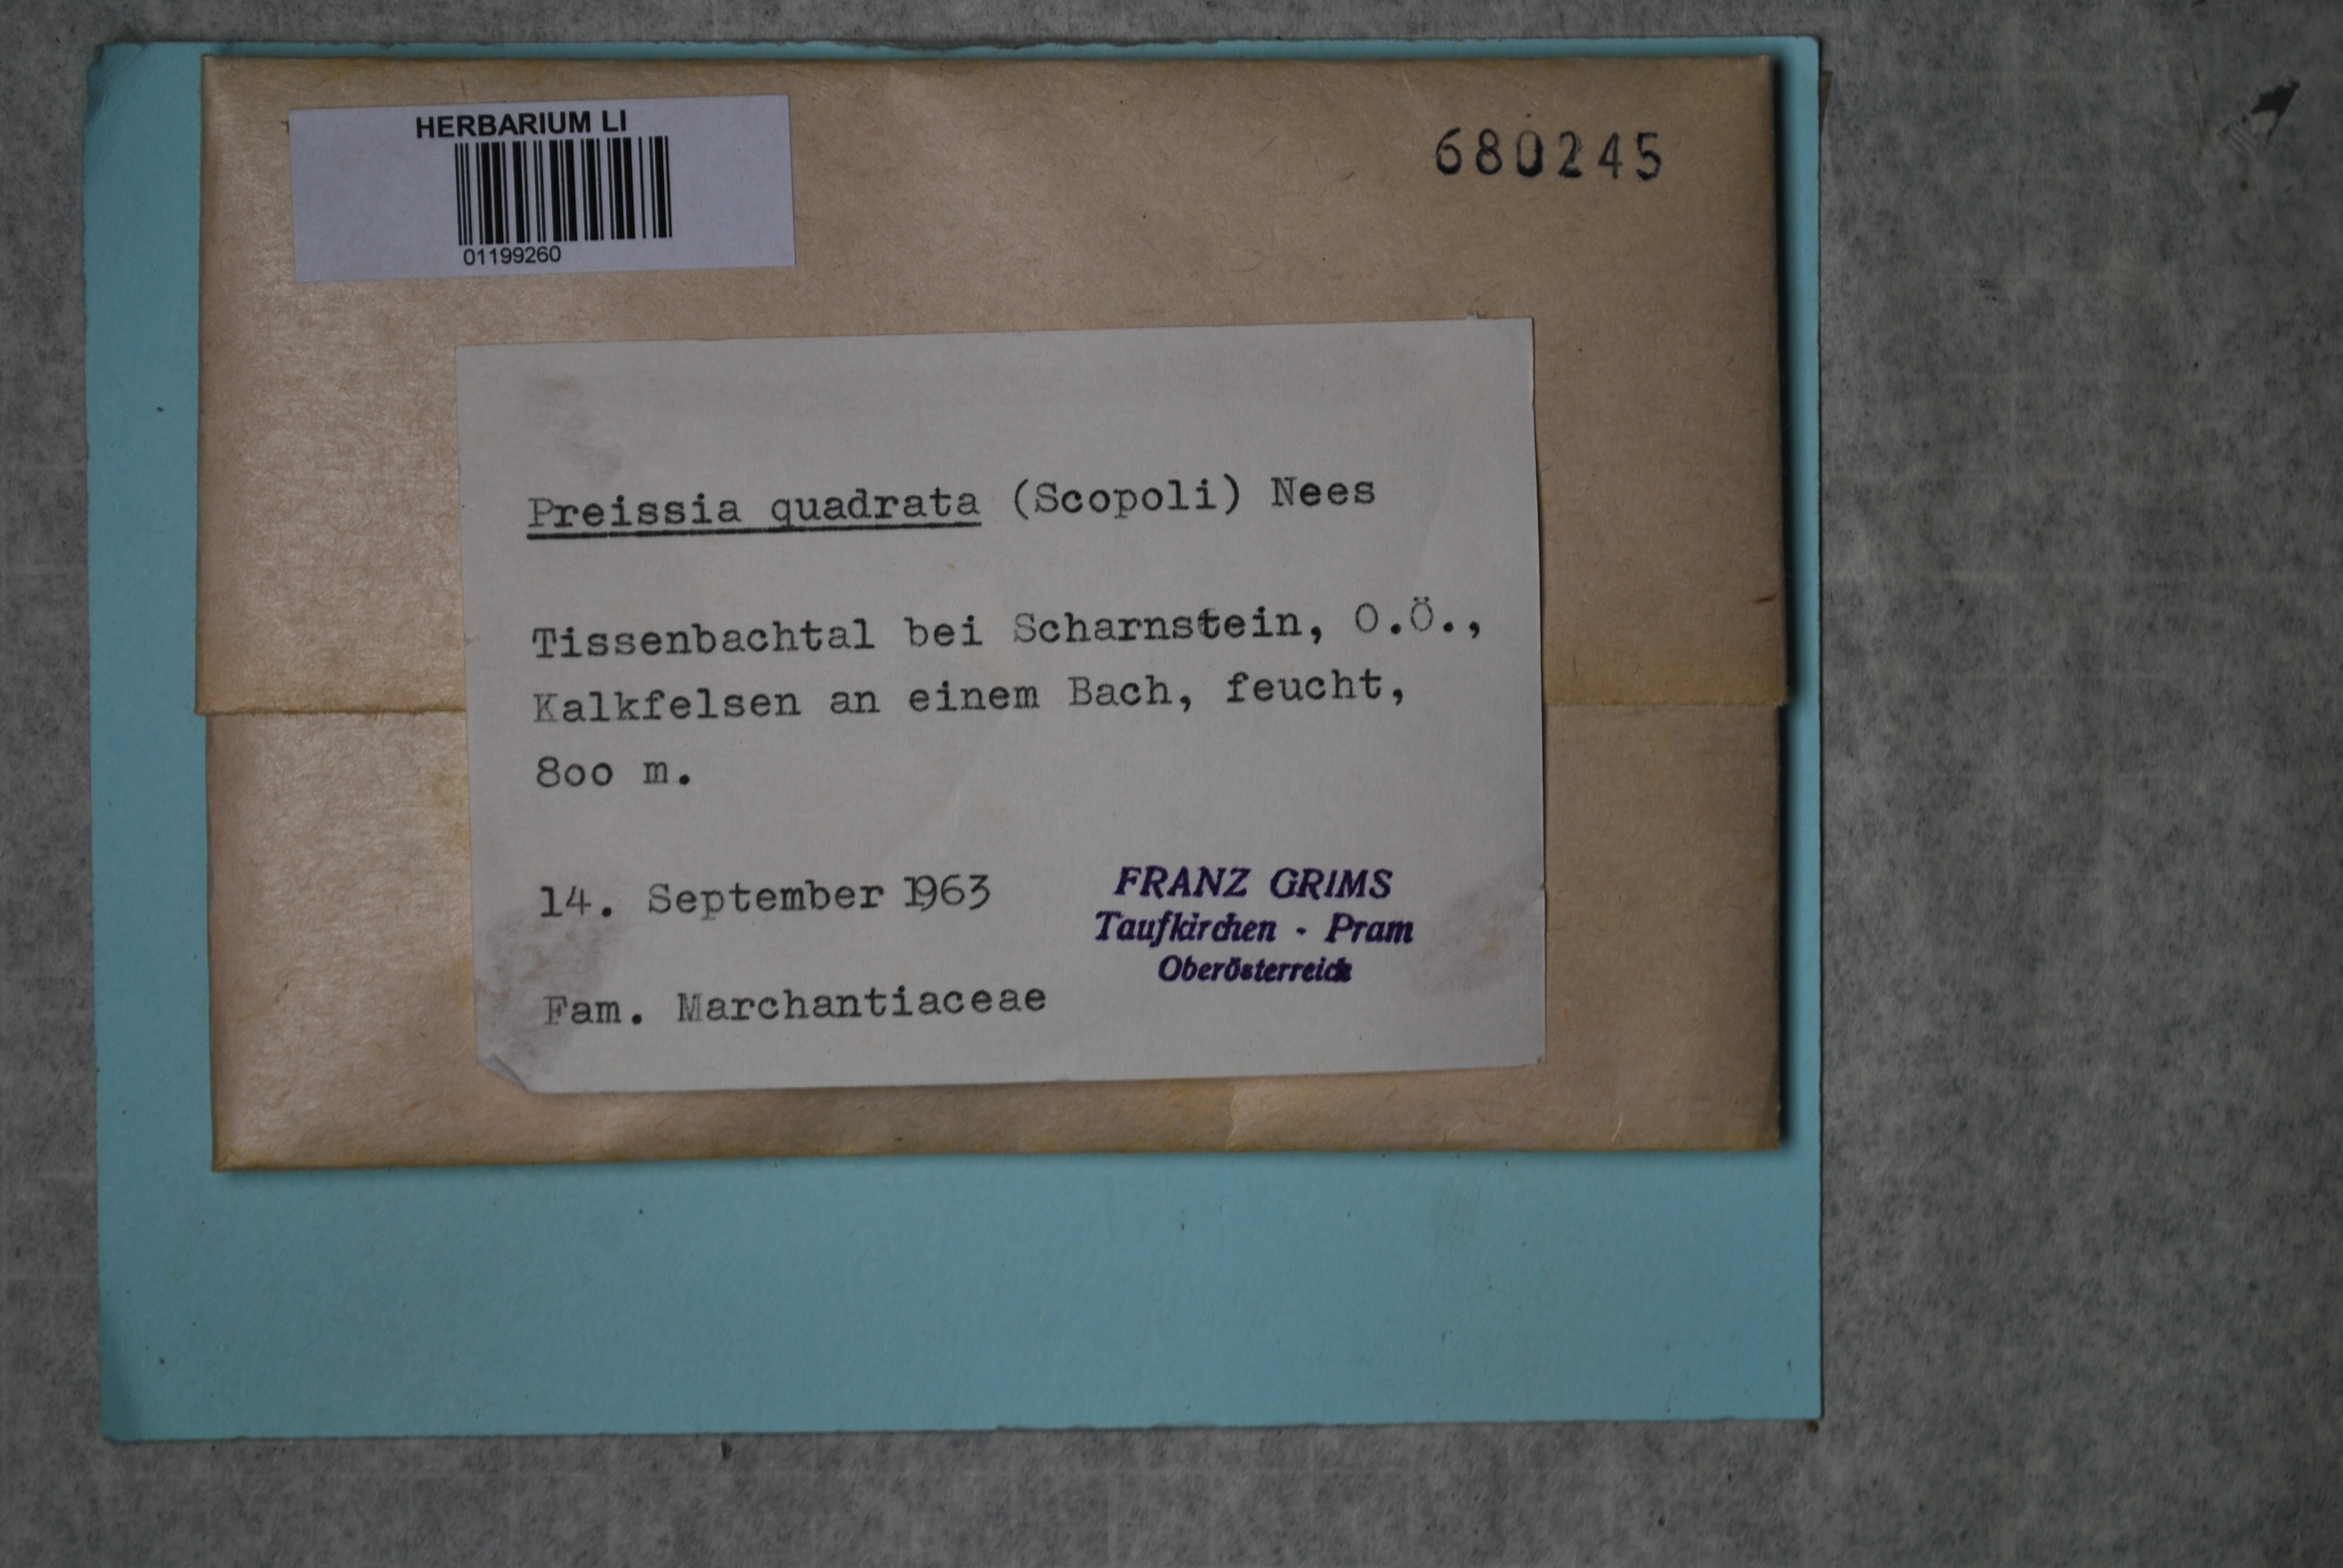 HERBARIUM LI
01199260
680245
Preissia quadrata (Scopoli) Nees
Tissenbachtal bei Scharnstein, O.Ö.,
Kalkfelsen an einem Bach, feucht,
8oo m.
14. September 1963
FRANZ GRIMS
Taufkirchen - Pram
Oberösterreich
Fam. Marchantiaceae